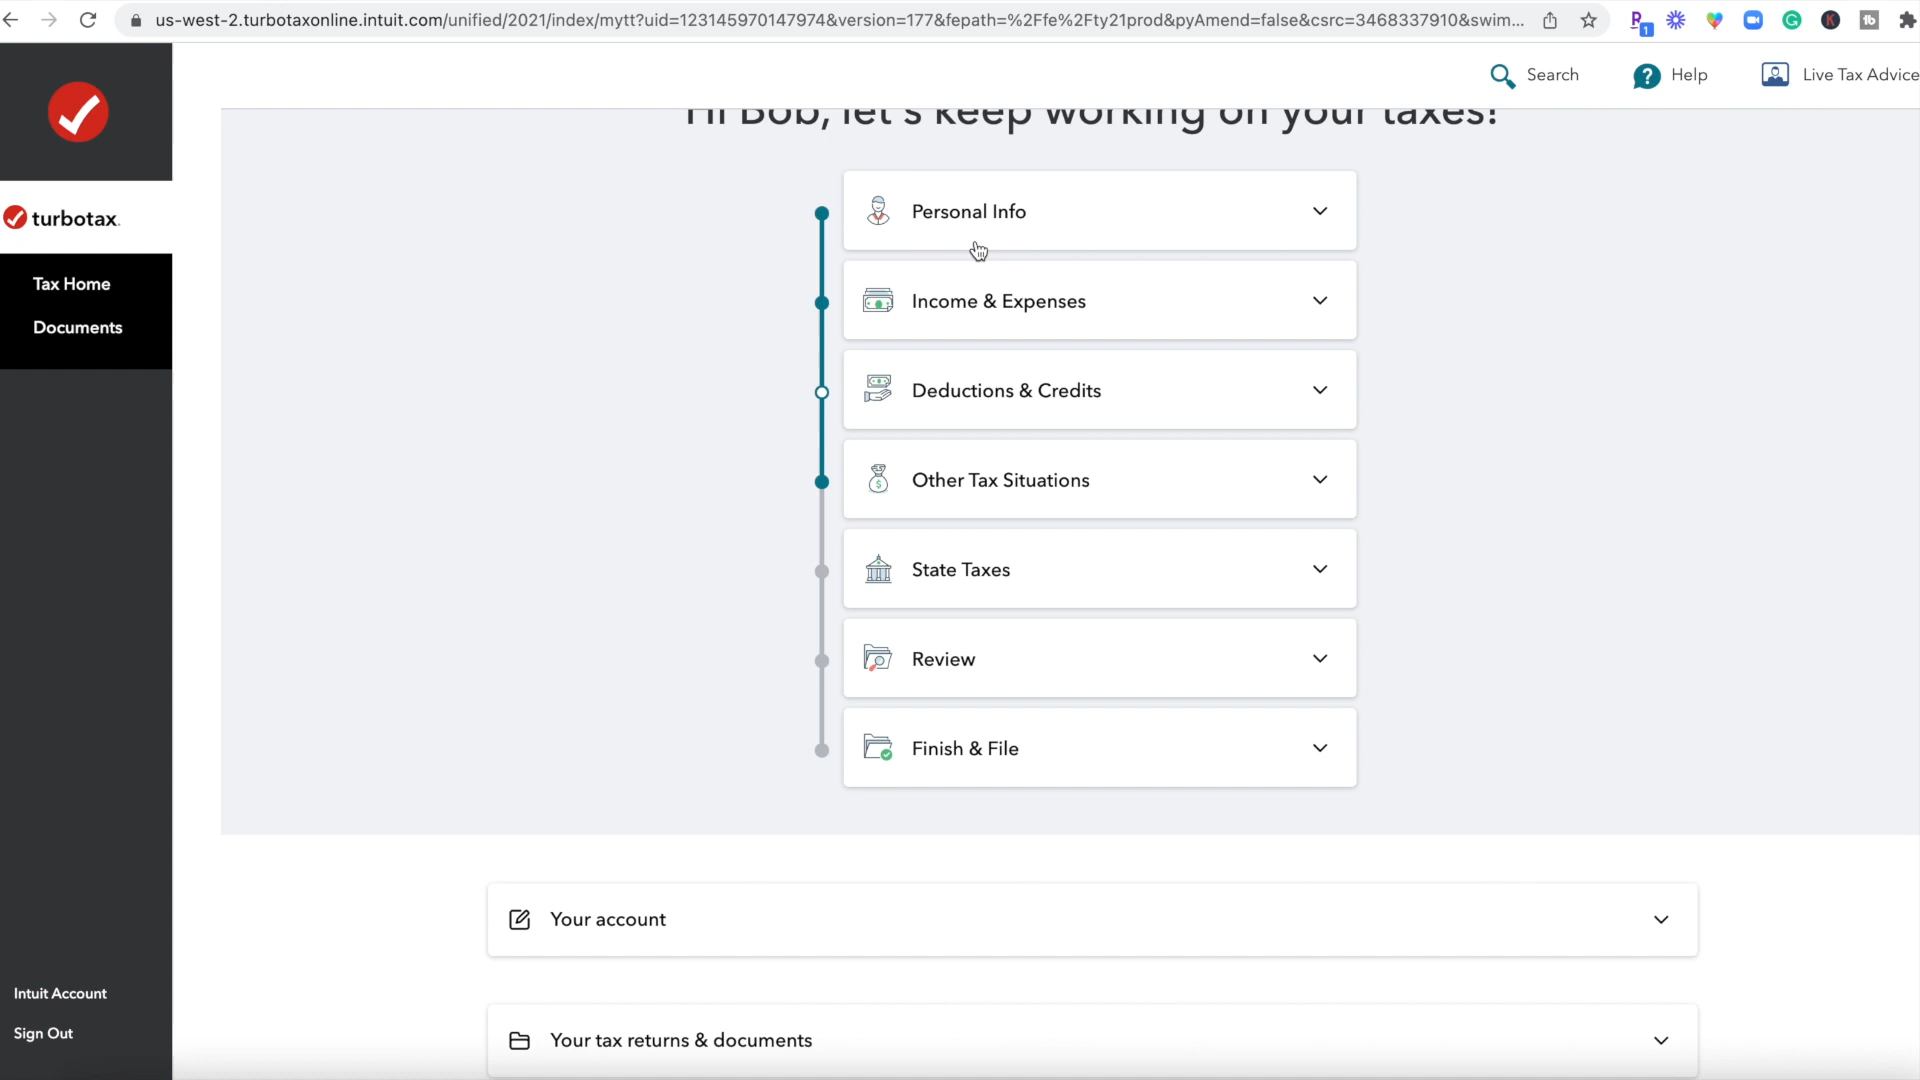 us-west-2.turbotaxonline.intuit.com/unified/2021/index/mytt?uid=123145970147974&version=177&fepath=%2Ffe%2Fty21prod&pyAmend=false&csrc=3468337910&swim...
1
Search
Help
Live Tax Advice
Hi Bob, let's keep working on your taxes!
turbotax.
Tax Home
Documents
Personal Info
Income & Expenses
Deductions & Credits
Other Tax Situations
State Taxes
Review
Finish & File
Your account
Your tax returns & documents
Intuit Account
Sign Out